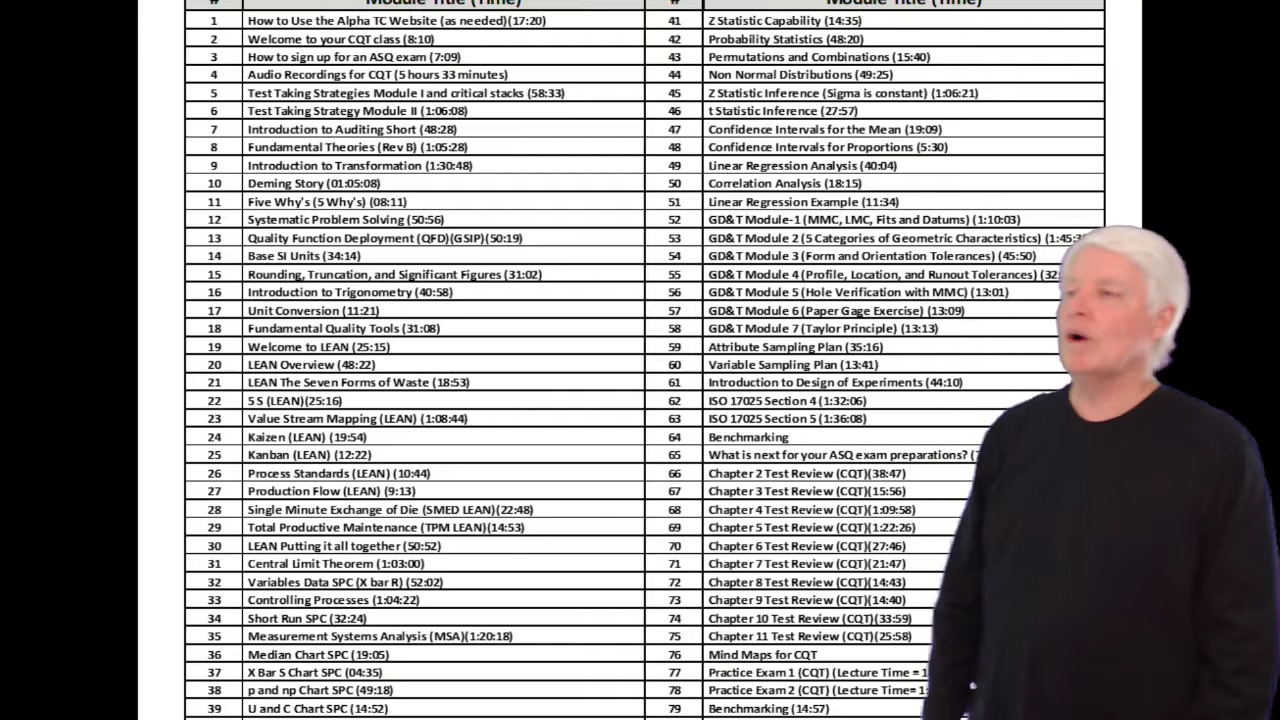 # Module Title (Time) # Module Title (Time)
1 How to Use the Alpha TC Website (as needed)(17:20) 41 Z Statistic Capability (14:35)
2 Welcome to your CQT class (8:10) 42 Probability Statistics (48:20)
3 How to sign up for an ASQ exam (7:09) 43 Permutations and Combinations (15:40)
4 Audio Recordings for CQT (5 hours 33 minutes) 44 Non Normal Distributions (49:25)
5 Test Taking Strategies Module I and critical stacks (58:33) 45 Z Statistic Inference (Sigma is constant) (1:06:21)
6 Test Taking Strategy Module II (1:06:08) 46 t Statistic Inference (27:57)
7 Introduction to Auditing Short (48:28) 47 Confidence Intervals for the Mean (19:09)
8 Fundamental Theories (Rev B) (1:05:28) 48 Confidence Intervals for Proportions (5:30)
9 Introduction to Transformation (1:30:48) 49 Linear Regression Analysis (40:04)
10 Deming Story (01:05:08) 50 Correlation Analysis (18:15)
11 Five Why's (5 Why's) (08:11) 51 Linear Regression Example (11:34)
12 Systematic Problem Solving (50:56) 52 GD&T Module-1 (MMC, LMC, Fits and Datums) (1:10:03)
13 Quality Function Deployment (QFD)(GSIP)(50:19) 53 GD&T Module 2 (5 Categories of Geometric Characteristics)
14 Base SI Units (34:14) 54 GD&T Module 3 (Form and Orientation Tolerances) (45:50)
15 Rounding, Truncation, and Significant Figures (31:02) 55 GD&T Module 4 (Profile, Location, and Runout Tolerances)
16 Introduction to Trigonometry (40:58) 56 GD&T Module 5 (Hole Verification with MMC) (13:01)
17 Unit Conversion (11:21) 57 GD&T Module 6 (Paper Gage Exercise) (13:09)
18 Fundamental Quality Tools (31:08) 58 GD&T Module 7 (Taylor Principle) (13:13)
19 Welcome to LEAN (25:15) 59 Attribute Sampling Plan (35:16)
20 LEAN Overview (48:22) 60 Variable Sampling Plan (13:41)
21 LEAN The Seven Forms of Waste (18:53) 61 Introduction to Design of Experiments (44:10)
22 5 S (LEAN)(25:16) 62 ISO 17025 Section 4 (1:32:06)
23 Value Stream Mapping (LEAN) (1:08:44) 63 ISO 17025 Section 5 (1:36:08)
24 Kaizen (LEAN) (19:54) 64 Benchmarking
25 Kanban (LEAN) (12:22) 65 What is next for your ASQ exam preparations?
26 Process Standards (LEAN) (10:44) 66 Chapter 2 Test Review (CQT)(38:47)
27 Production Flow (LEAN) (9:13) 67 Chapter 3 Test Review (CQT)(15:56)
28 Single Minute Exchange of Die (SMED LEAN)(22:48) 68 Chapter 4 Test Review (CQT)(1:09:58)
29 Total Productive Maintenance (TPM LEAN)(14:53) 69 Chapter 5 Test Review (CQT)(1:22:26)
30 LEAN Putting it all together (50:52) 70 Chapter 6 Test Review (CQT)(27:46)
31 Central Limit Theorem (1:03:00) 71 Chapter 7 Test Review (CQT)(21:47)
32 Variables Data SPC (X bar R) (52:02) 72 Chapter 8 Test Review (CQT)(14:43)
33 Controlling Processes (1:04:22) 73 Chapter 9 Test Review (CQT)(14:40)
34 Short Run SPC (32:24) 74 Chapter 10 Test Review (CQT)(33:59)
35 Measurement Systems Analysis (MSA)(1:20:18) 75 Chapter 11 Test Review (CQT)(25:58)
36 Median Chart SPC (19:05) 76 Mind Maps for CQT
37 X Bar S Chart SPC (04:35) 77 Practice Exam 1 (CQT) (Lecture Time =
38 p and np Chart SPC (49:18) 78 Practice Exam 2 (CQT) (Lecture Time=
39 U and C Chart SPC (14:52) 79 Benchmarking (14:57)